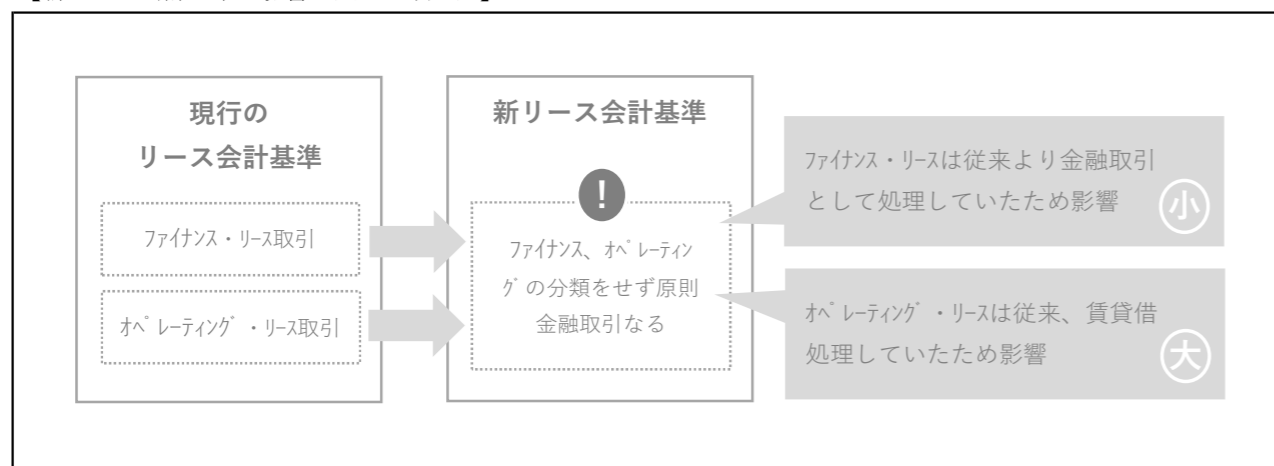 現行の
リース会計基準
ﾌｧｲﾅﾝｽ・ﾘｰｽ取引
ｵﾍﾟﾚｰﾃｨﾝｸﾞ・ﾘｰｽ取引
新リース会計基準
!
ﾌｧｲﾅﾝｽ、ｵﾍﾟﾚｰﾃｨﾝ
ｸﾞの分類をせず原則
金融取引なる
ﾌｧｲﾅﾝｽ・ﾘｰｽは従来より金融取引
として処理していたため影響
小
ｵﾍﾟﾚｰﾃｨﾝｸﾞ・ﾘｰｽは従来、賃貸借
処理していたため影響
大